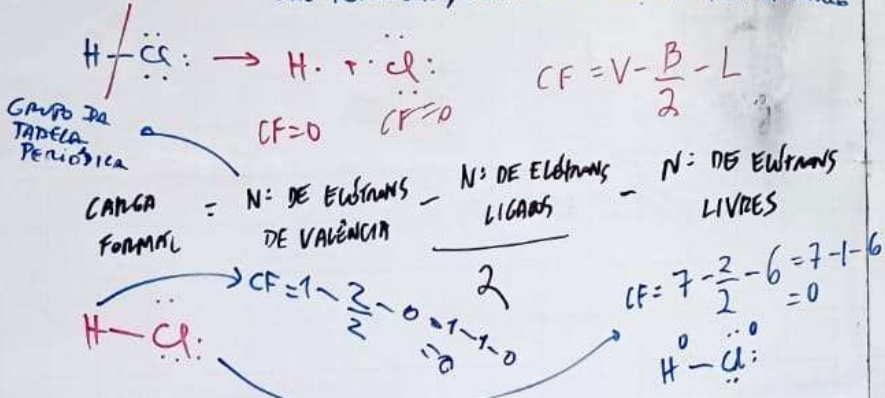 H-Cl: → H. + .Cl:
CF = V - B/2 - L
CF=0 CF=0
GRUPO DA
TABELA
PERIÓDICA
CARGA FORMAL = Nº DE ELÉTRONS DE VALÊNCIA - Nº DE ELÉTRONS LIGADOS / 2 - Nº DE ELÉTRONS LIVRES
CF=1-2/2-0=1-1-0
=0
H-Cl:
CF=7-2/2-6=7-1-6
=0
0 0
H-Cl: